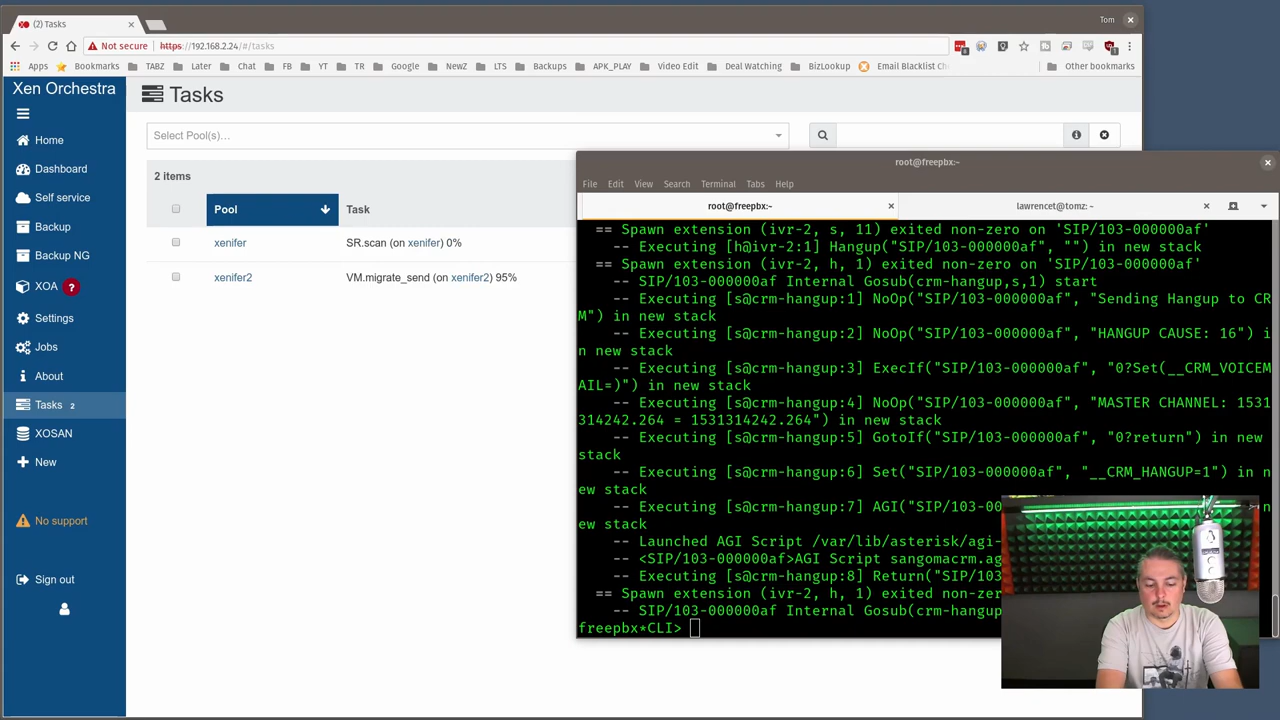 (2) Tasks
Tom
Not secure https://192.168.2.24/#/tasks
Apps Bookmarks TABZ Later Chat FB YT TR Google NewZ LTS Backups APK_PLAY Video Edit Deal Watching BizLookup Email Blacklist Ch Other bookmarks
Xen Orchestra
Home
Dashboard
Self service
Backup
Backup NG
XOA ?
Settings
Jobs
About
Tasks 2
XOSAN
New
No support
Sign out
Tasks
Select Pool(s)...
2 items
Pool Task
xenifer SR.scan (on xenifer) 0%
xenifer2 VM.migrate_send (on xenifer2) 95%
root@freepbx:~
File Edit View Search Terminal Tabs Help
root@freepbx:~ lawrencet@tomz: ~
== Spawn extension (ivr-2, s, 11) exited non-zero on 'SIP/103-000000af'
-- Executing [h@ivr-2:1] Hangup("SIP/103-000000af", "") in new stack
== Spawn extension (ivr-2, h, 1) exited non-zero on 'SIP/103-000000af'
-- SIP/103-000000af Internal Gosub(crm-hangup,s,1) start
-- Executing [s@crm-hangup:1] NoOp("SIP/103-000000af", "Sending Hangup to CR
M") in new stack
-- Executing [s@crm-hangup:2] NoOp("SIP/103-000000af", "HANGUP CAUSE: 16") i
n new stack
-- Executing [s@crm-hangup:3] ExecIf("SIP/103-000000af", "0?Set(__CRM_VOICEM
AIL=)") in new stack
-- Executing [s@crm-hangup:4] NoOp("SIP/103-000000af", "MASTER CHANNEL: 1531
314242.264 = 1531314242.264") in new stack
-- Executing [s@crm-hangup:5] GotoIf("SIP/103-000000af", "0?return") in new
stack
-- Executing [s@crm-hangup:6] Set("SIP/103-000000af", "__CRM_HANGUP=1") in n
ew stack
-- Executing [s@crm-hangup:7] AGI("SIP/103-00 in n
ew stack
-- Launched AGI Script /var/lib/asterisk/agi-
-- <SIP/103-000000af>AGI Script sangomacrm.ag
-- Executing [s@crm-hangup:8] Return("SIP/103
== Spawn extension (ivr-2, h, 1) exited non-zer
-- SIP/103-000000af Internal Gosub(crm-hangup
freepbx*CLI>